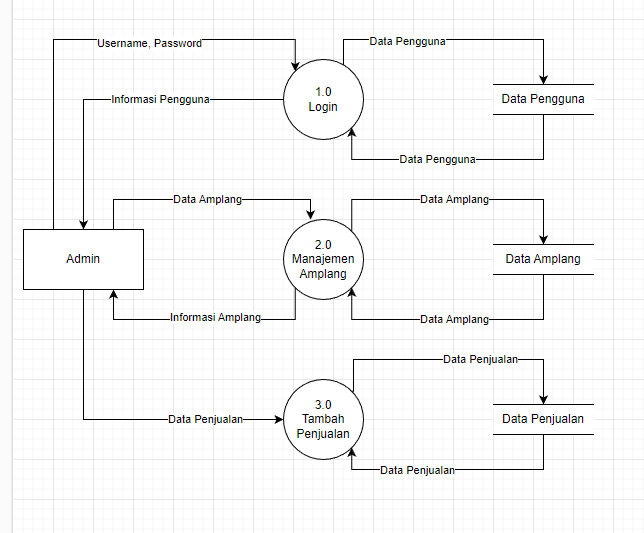 Username, Password
Data Pengguna
1.0
Login
Informasi Pengguna
Data Pengguna
Data Pengguna
Data Amplang
Data Amplang
Admin
2.0
Manajemen
Amplang
Data Amplang
Informasi Amplang
Data Amplang
Data Penjualan
3.0
Tambah
Penjualan
Data Penjualan
Data Penjualan
Data Penjualan